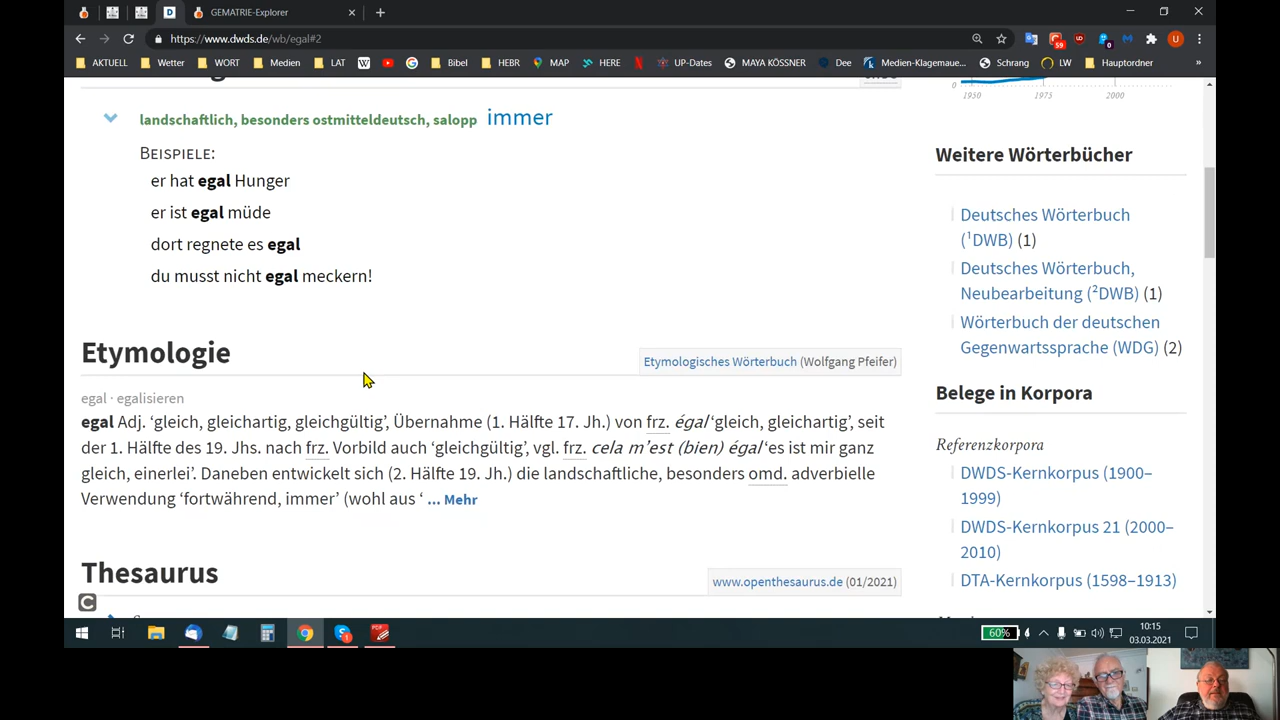 GEMATRIE-Explorer
https://www.dwds.de/wb/egal#2
59
0
U
AKTUELL
Wetter
WORT
Medien
LAT
Bibel
HEBR
MAP
HERE
UP-Dates
MAYA KÖSSNER
Dee
Medien-Klagemaue...
Schrang
LW
Hauptordner
»
landschaftlich, besonders ostmitteldeutsch, salopp immer
BEISPIELE:
er hat egal Hunger
er ist egal müde
dort regnete es egal
du musst nicht egal meckern!
Etymologie
Etymologisches Wörterbuch (Wolfgang Pfeifer)
egal · egalisieren
egal Adj. ‘gleich, gleichartig, gleichgültig’, Übernahme (1. Hälfte 17. Jh.) von frz. égal ‘gleich, gleichartig’, seit
der 1. Hälfte des 19. Jhs. nach frz. Vorbild auch ‘gleichgültig’, vgl. frz. cela m’est (bien) égal ‘es ist mir ganz
gleich, einerlei’. Daneben entwickelt sich (2. Hälfte 19. Jh.) die landschaftliche, besonders omd. adverbielle
Verwendung ‘fortwährend, immer’ (wohl aus ‘ ... Mehr
Thesaurus
www.openthesaurus.de (01/2021)
0
1950
1975
2000
Weitere Wörterbücher
Deutsches Wörterbuch
(¹DWB) (1)
Deutsches Wörterbuch,
Neubearbeitung (²DWB) (1)
Wörterbuch der deutschen
Gegenwartssprache (WDG) (2)
Belege in Korpora
Referenzkorpora
DWDS-Kernkorpus (1900–
1999)
DWDS-Kernkorpus 21 (2000–
2010)
DTA-Kernkorpus (1598–1913)
60%
10:15
03.03.2021